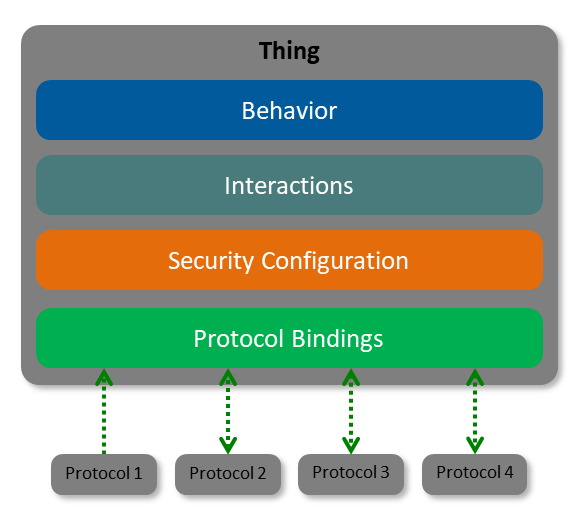 Thing
Behavior
Interactions
Security Configuration
Protocol Bindings
Protocol 1
Protocol 2
Protocol 3
Protocol 4